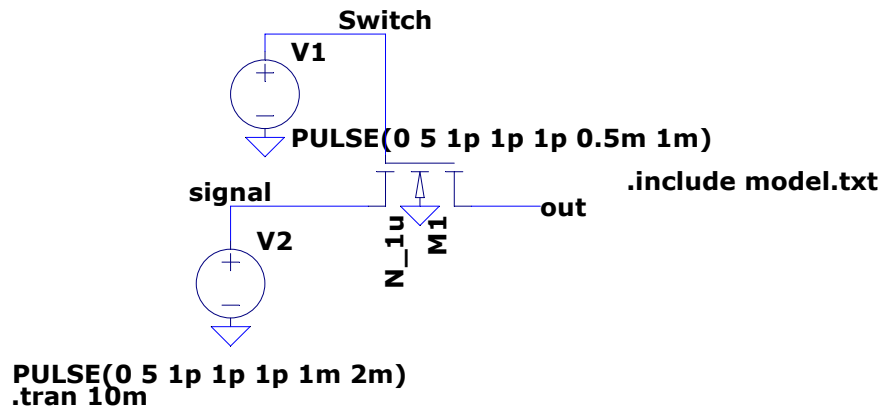 Switch
V1
PULSE(0 5 1p 1p 1p 0.5m 1m)
.include model.txt
signal
out
N_1u
M1
V2
PULSE(0 5 1p 1p 1p 1m 2m)
.tran 10m